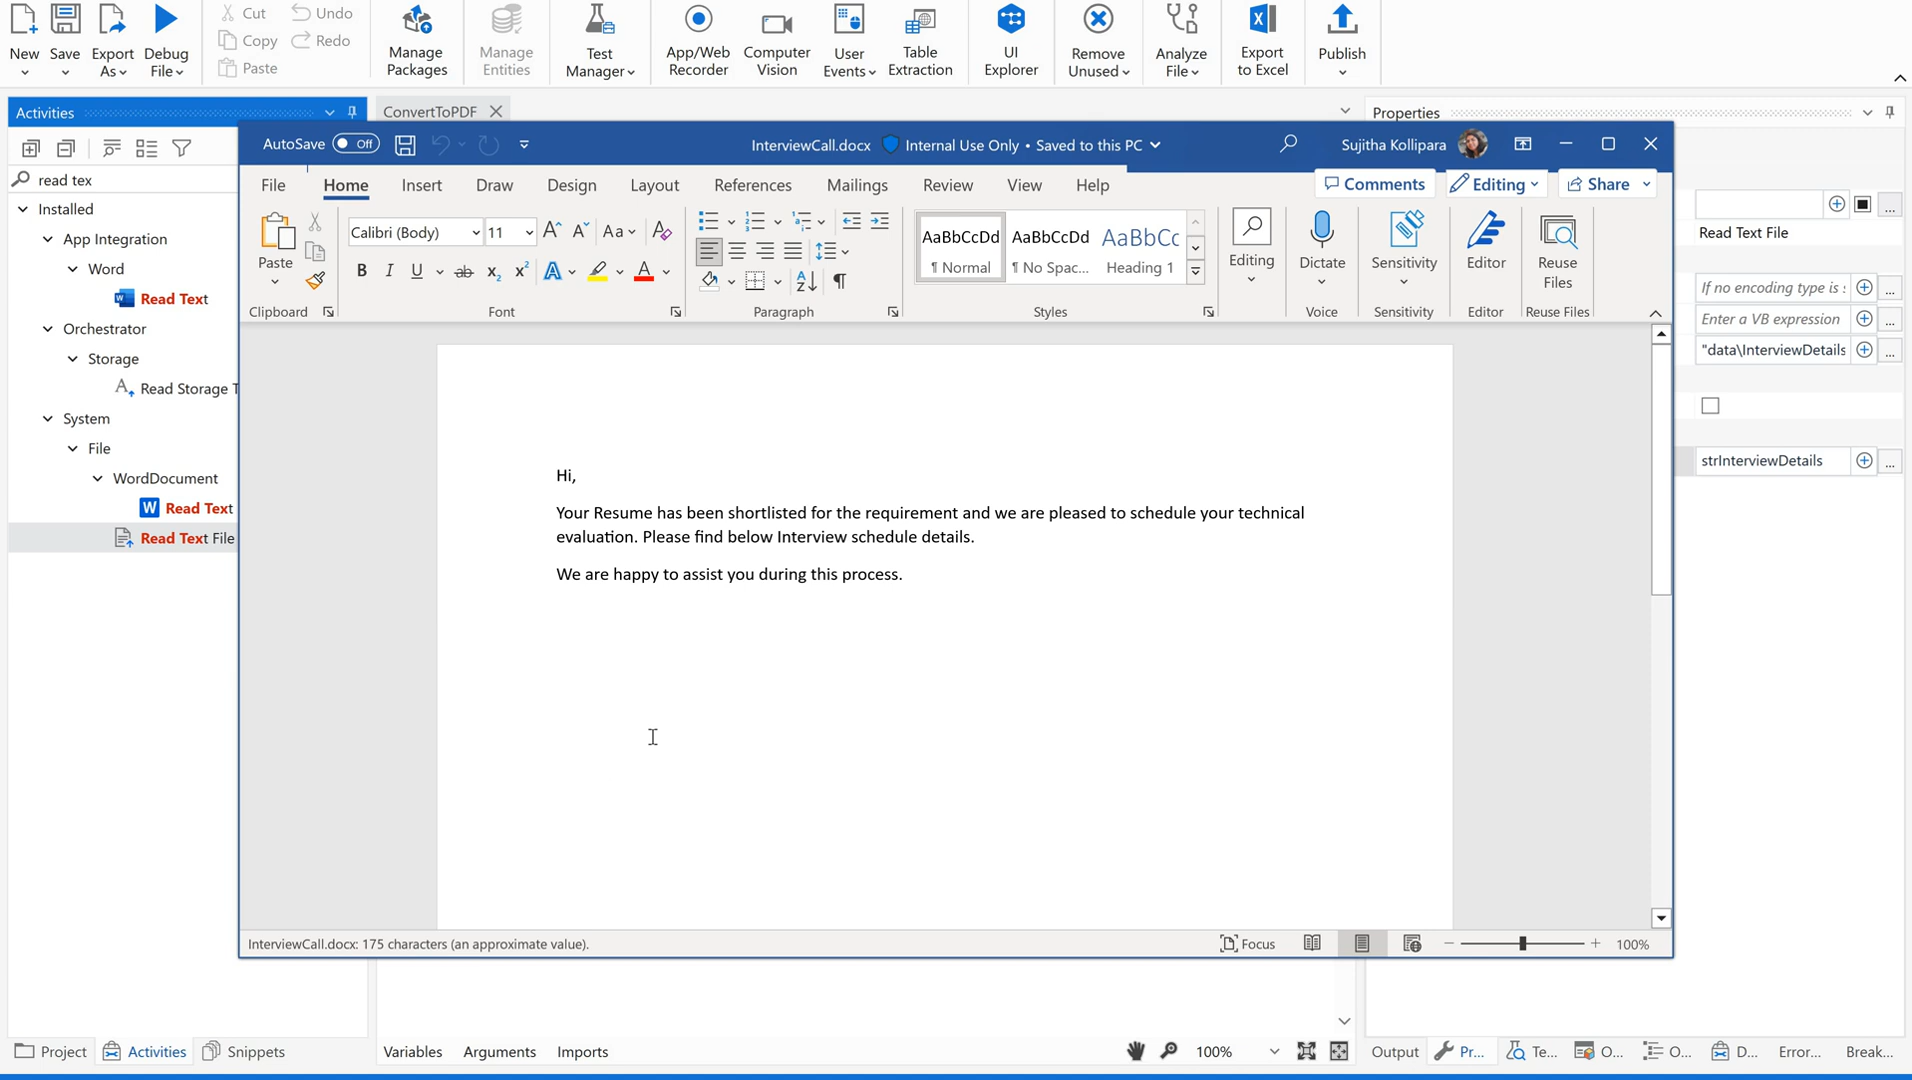 New
Save
Export As
Debug File
Cut
Copy
Paste
Undo
Redo
Manage Packages
Manage Entities
Test Manager
App/Web Recorder
Computer Vision
User Events
Table Extraction
UI Explorer
Remove Unused
Analyze File
Export to Excel
Publish
Activities
ConvertToPDF
Properties
read tex
Installed
App Integration
Word
Read Text
Orchestrator
Storage
Read Storage T
System
File
WordDocument
Read Text
Read Text File
AutoSave Off
InterviewCall.docx Internal Use Only • Saved to this PC
Sujitha Kollipara
File Home Insert Draw Design Layout References Mailings Review View Help
Comments Editing Share
Paste
Clipboard
Calibri (Body) 11
Font
Paragraph
AaBbCcDd AaBbCcDd AaBbCc
¶ Normal ¶ No Spac... Heading 1
Styles
Editing
Dictate
Voice
Sensitivity
Sensitivity
Editor
Editor
Reuse Files
Reuse Files
Hi,
Your Resume has been shortlisted for the requirement and we are pleased to schedule your technical
evaluation. Please find below Interview schedule details.
We are happy to assist you during this process.
InterviewCall.docx: 175 characters (an approximate value).
Focus
100%
Read Text File
If no encoding type is s
Enter a VB expression
"data\InterviewDetails
strInterviewDetails
Project Activities Snippets
Variables Arguments Imports
100%
Output Pr... Te... O... O... D... Error... Break...